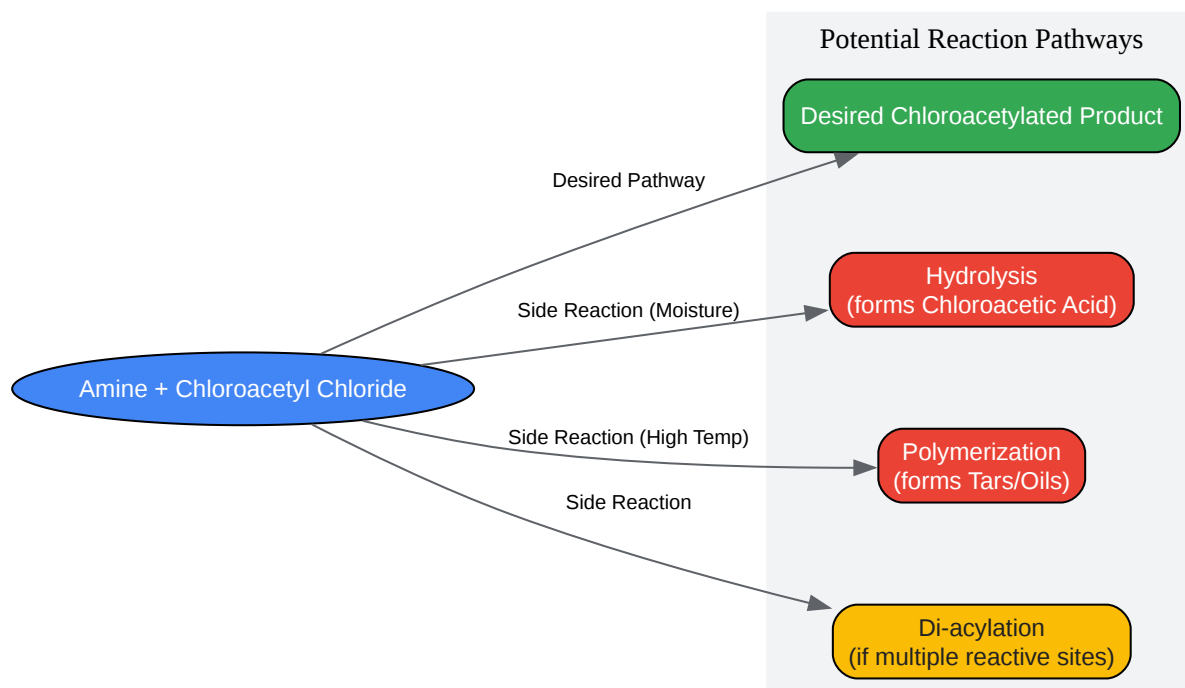 Potential Reaction Pathways
Desired Chloroacetylated Product
Desired Pathway
Hydrolysis
(forms Chloroacetic Acid)
Side Reaction (Moisture)
Amine + Chloroacetyl Chloride
Side Reaction (High Temp)
Polymerization
(forms Tars/Oils)
Side Reaction
Di-acylation
(if multiple reactive sites)